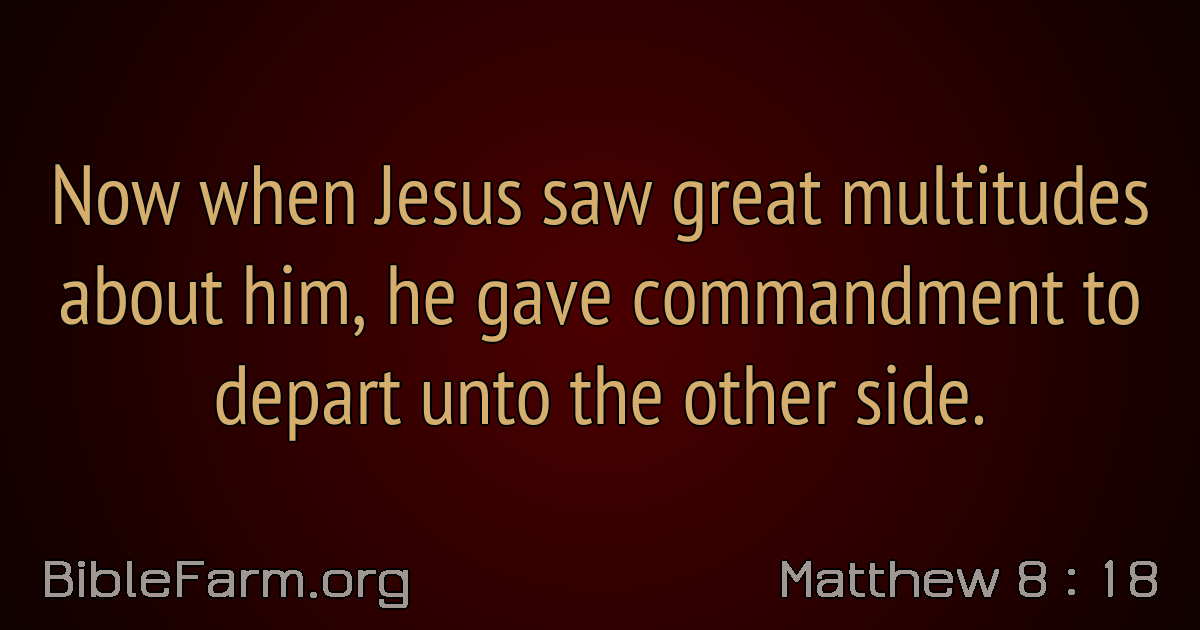 Now when Jesus saw great multitudes
about him, he gave commandment to
depart unto the other side.
BibleFarm.org
Matthew 8 : 18